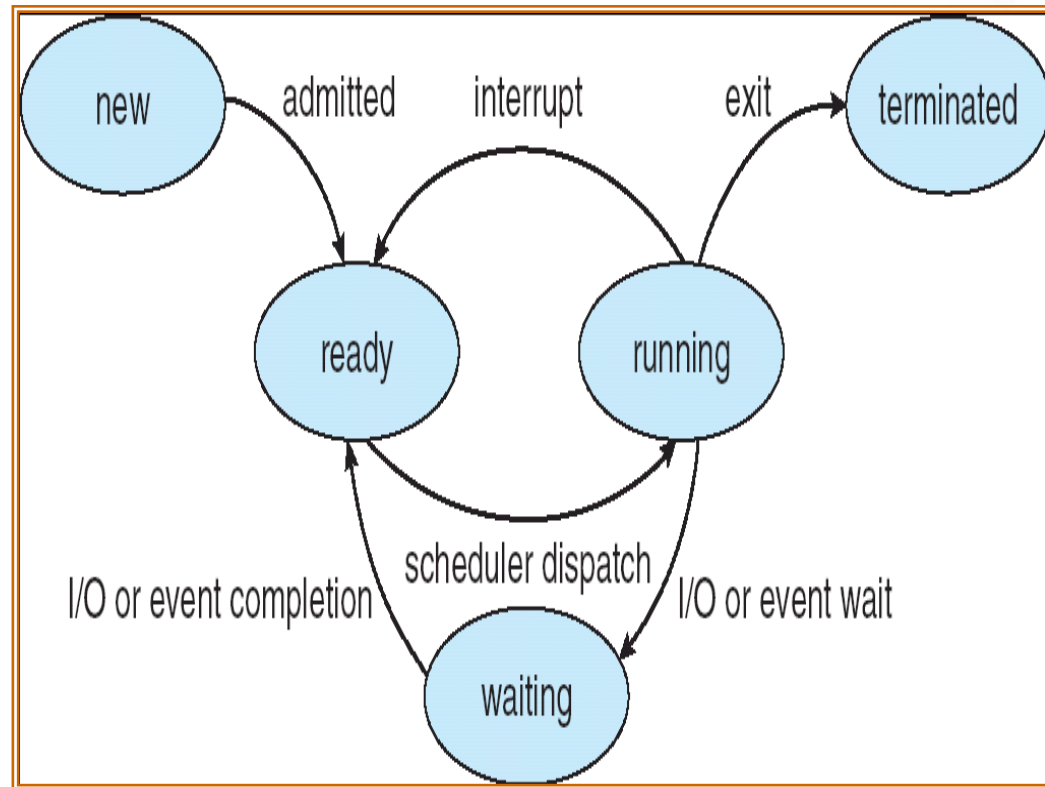 new
admitted
interrupt
exit
terminated
ready
running
scheduler dispatch
I/O or event completion
I/O or event wait
waiting